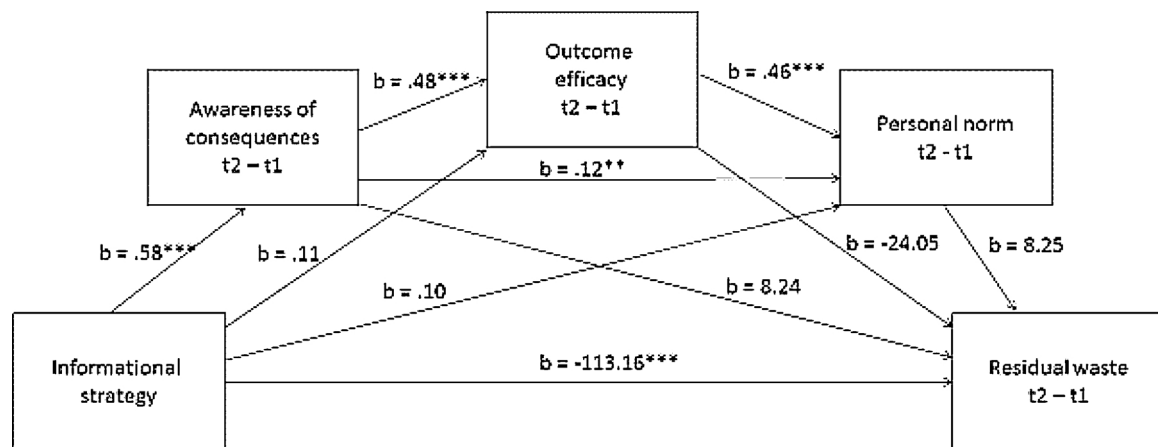 Outcome
efficacy
t2 – t1
b = .48***
b = .46***
Awareness of
consequences
t2 – t1
Personal norm
t2 - t1
b = .12**
b = .58***
b = .11
b = .10
b = 8.24
b = -24.05
b = 8.25
Informational
strategy
b = -113.16***
Residual waste
t2 – t1